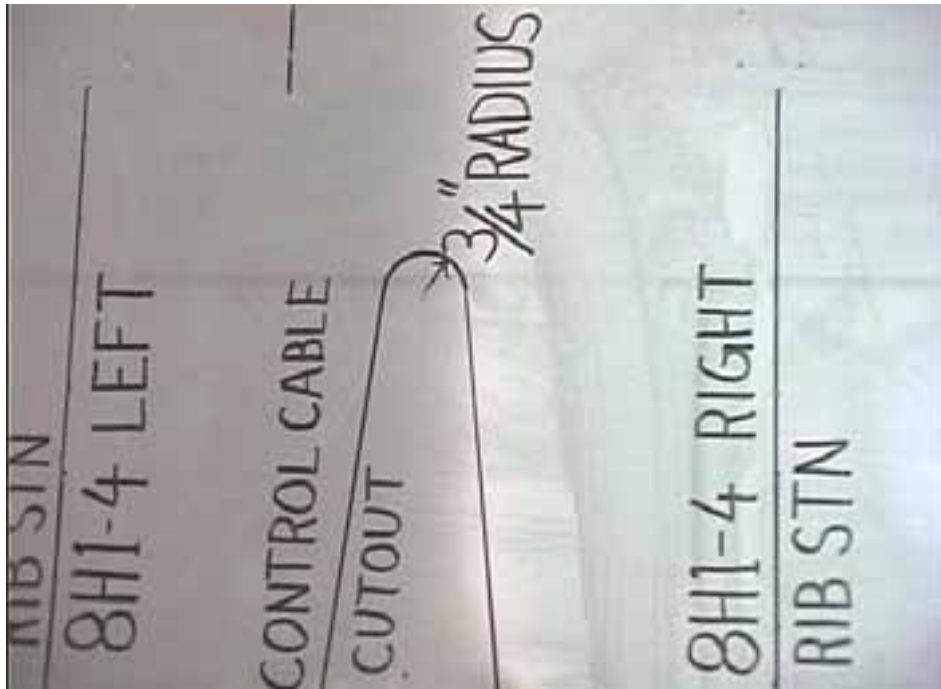 RIB STN
8H1-4 LEFT
CONTROL CABLE
CUTOUT
3/4" RADIUS
8H1-4 RIGHT
RIB STN